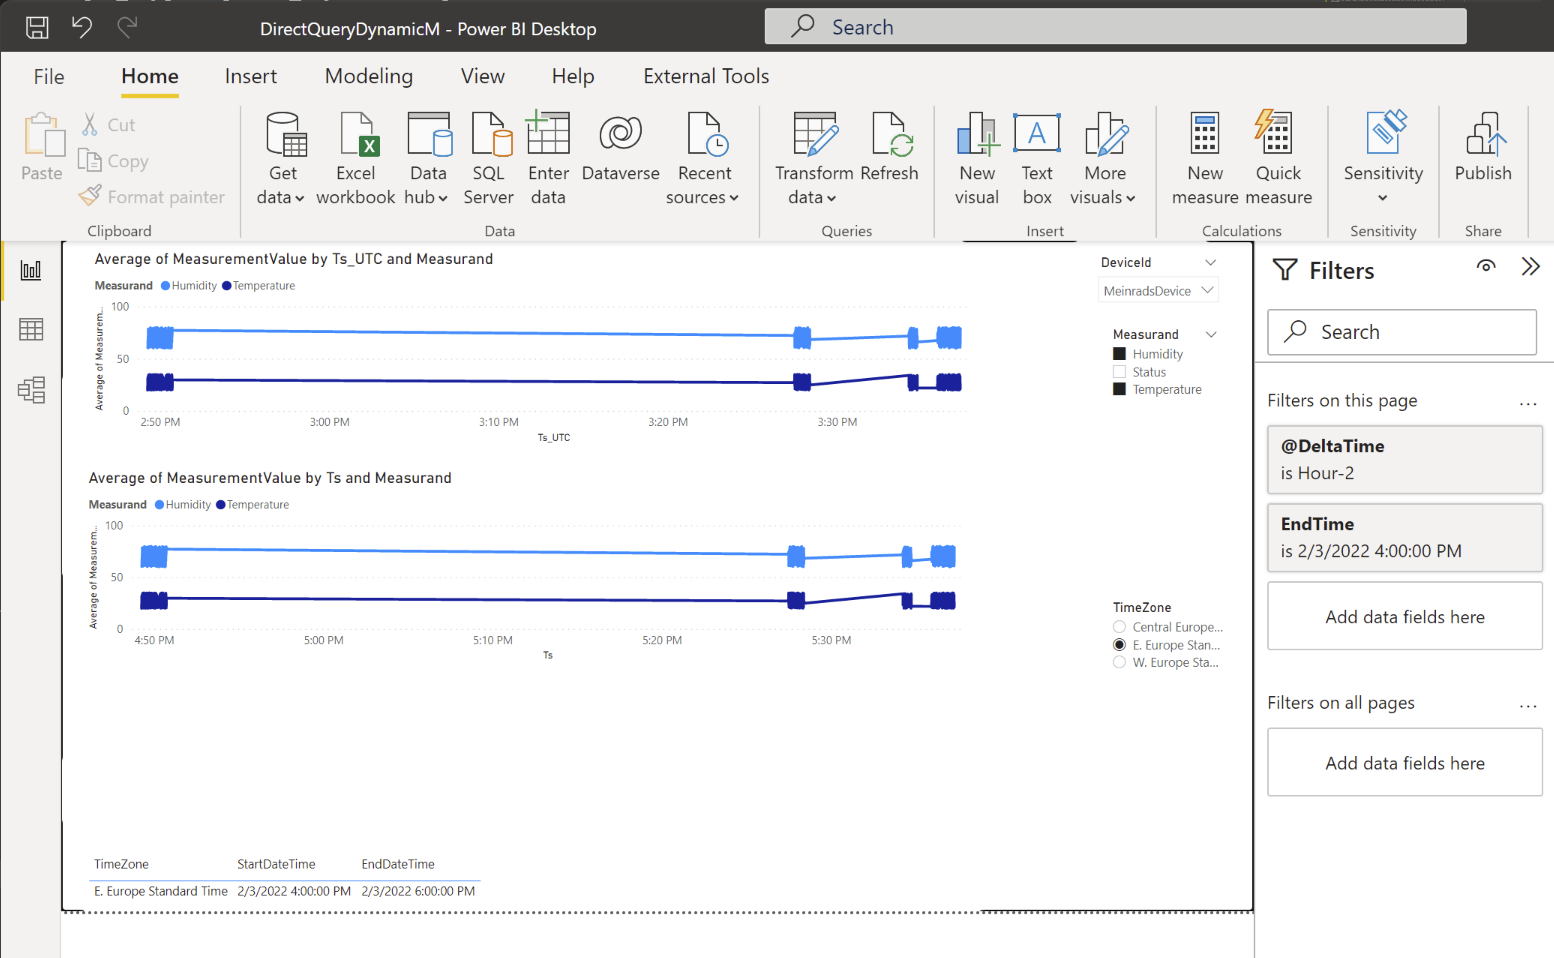 DirectQueryDynamicM - Power BI Desktop
Search
File
Home
Insert
Modeling
View
Help
External Tools
Paste
Cut
Copy
Format painter
Clipboard
Get data
Excel workbook
Data hub
SQL Server
Enter data
Dataverse
Recent sources
Data
Transform data
Refresh
Queries
New visual
Text box
More visuals
Insert
New measure
Quick measure
Calculations
Sensitivity
Sensitivity
Publish
Share
Average of MeasurementValue by Ts_UTC and Measurand
Measurand Humidity Temperature
Average of Measurem...
100
50
0
2:50 PM 3:00 PM 3:10 PM 3:20 PM 3:30 PM
Ts_UTC
Average of MeasurementValue by Ts and Measurand
Measurand Humidity Temperature
Average of Measurem...
100
50
0
4:50 PM 5:00 PM 5:10 PM 5:20 PM 5:30 PM
Ts
DeviceId
MeinradsDevice
Measurand
Humidity
Status
Temperature
TimeZone
Central Europe...
E. Europe Stan...
W. Europe Sta...
TimeZone StartDateTime EndDateTime
E. Europe Standard Time 2/3/2022 4:00:00 PM 2/3/2022 6:00:00 PM
Filters
Search
Filters on this page ...
@DeltaTime
is Hour-2
EndTime
is 2/3/2022 4:00:00 PM
Add data fields here
Filters on all pages ...
Add data fields here